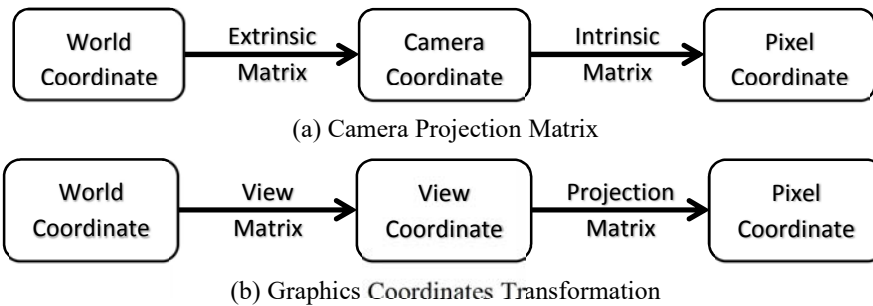 World Coordinate
Extrinsic Matrix
Camera Coordinate
Intrinsic Matrix
Pixel Coordinate
(a) Camera Projection Matrix
World Coordinate
View Matrix
View Coordinate
Projection Matrix
Pixel Coordinate
(b) Graphics Coordinates Transformation